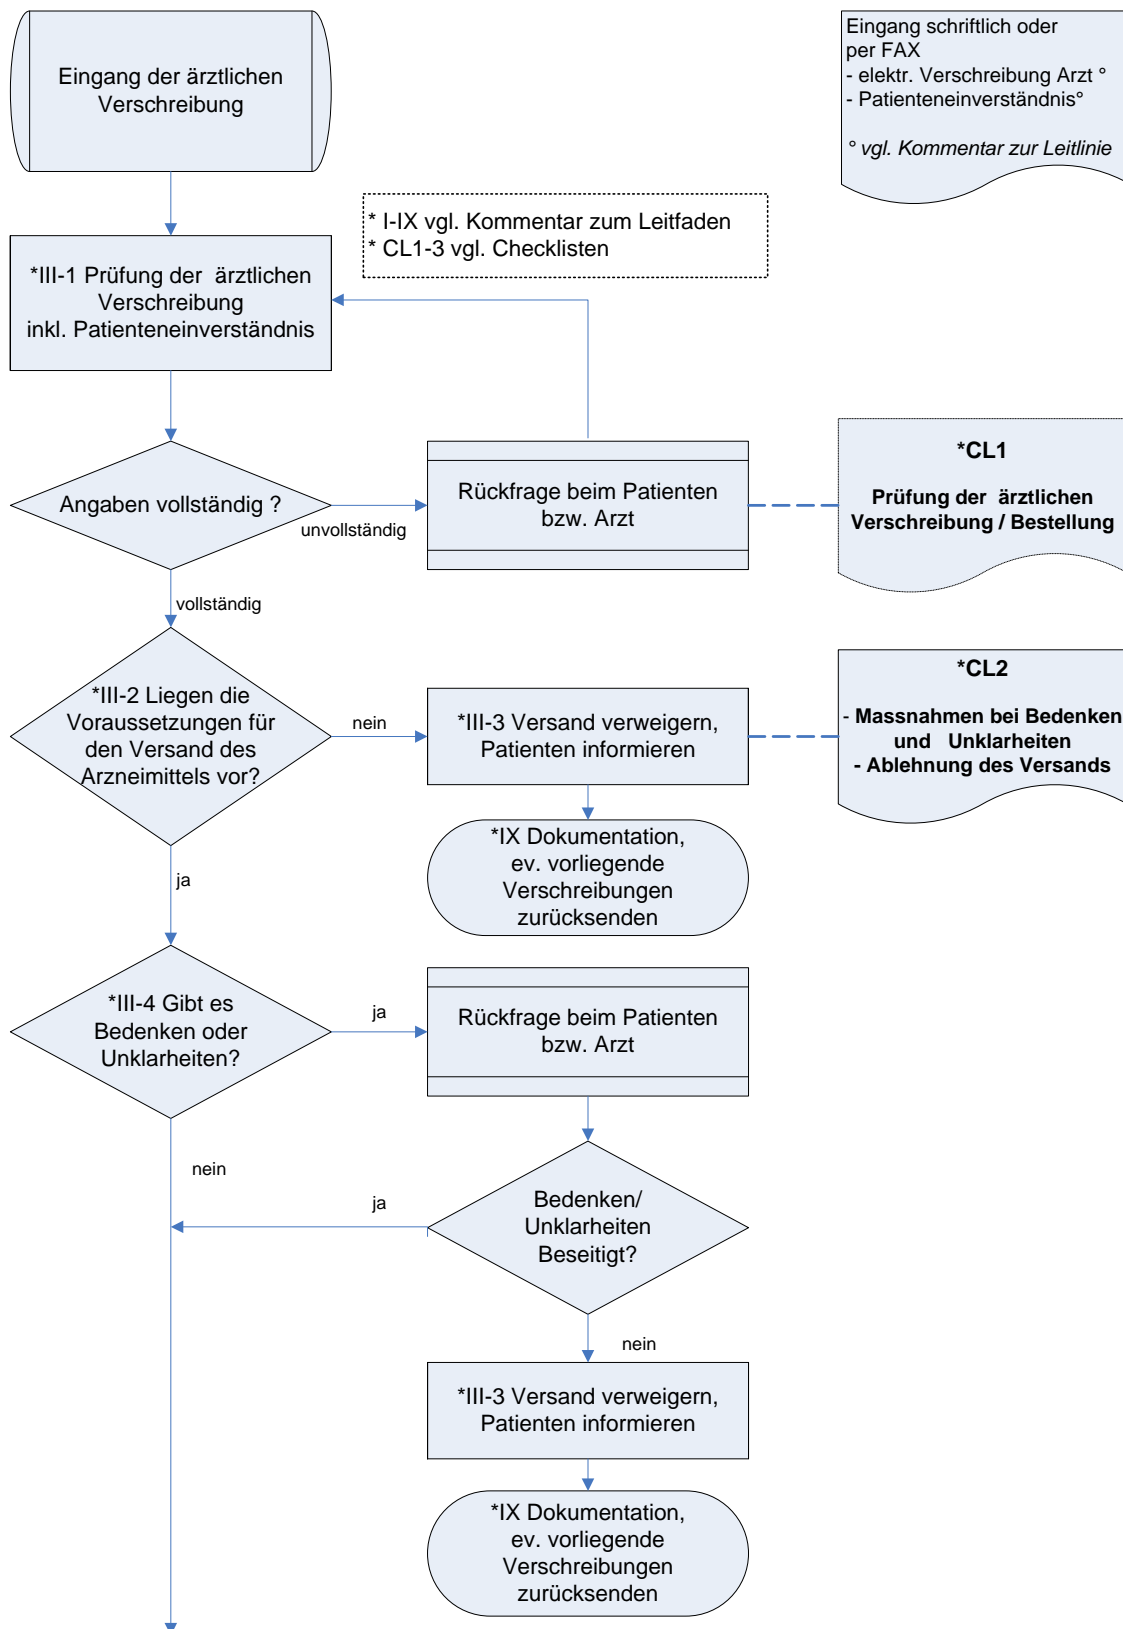 Eingang der ärztlichen
Verschreibung
Eingang schriftlich oder
per FAX
- elektr. Verschreibung Arzt °
- Patienteneinverständnis°
° vgl. Kommentar zur Leitlinie
* I-IX vgl. Kommentar zum Leitfaden
* CL1-3 vgl. Checklisten
*III-1 Prüfung der ärztlichen
Verschreibung
inkl. Patienteneinverständnis
Angaben vollständig ?
unvollständig
Rückfrage beim Patienten
bzw. Arzt
*CL1
Prüfung der ärztlichen
Verschreibung / Bestellung
vollständig
*III-2 Liegen die
Voraussetzungen für
den Versand des
Arzneimittels vor?
nein
*III-3 Versand verweigern,
Patienten informieren
*CL2
- Massnahmen bei Bedenken
und Unklarheiten
- Ablehnung des Versands
*IX Dokumentation,
ev. vorliegende
Verschreibungen
zurücksenden
ja
*III-4 Gibt es
Bedenken oder
Unklarheiten?
ja
Rückfrage beim Patienten
bzw. Arzt
nein
ja
Bedenken/
Unklarheiten
Beseitigt?
nein
*III-3 Versand verweigern,
Patienten informieren
*IX Dokumentation,
ev. vorliegende
Verschreibungen
zurücksenden